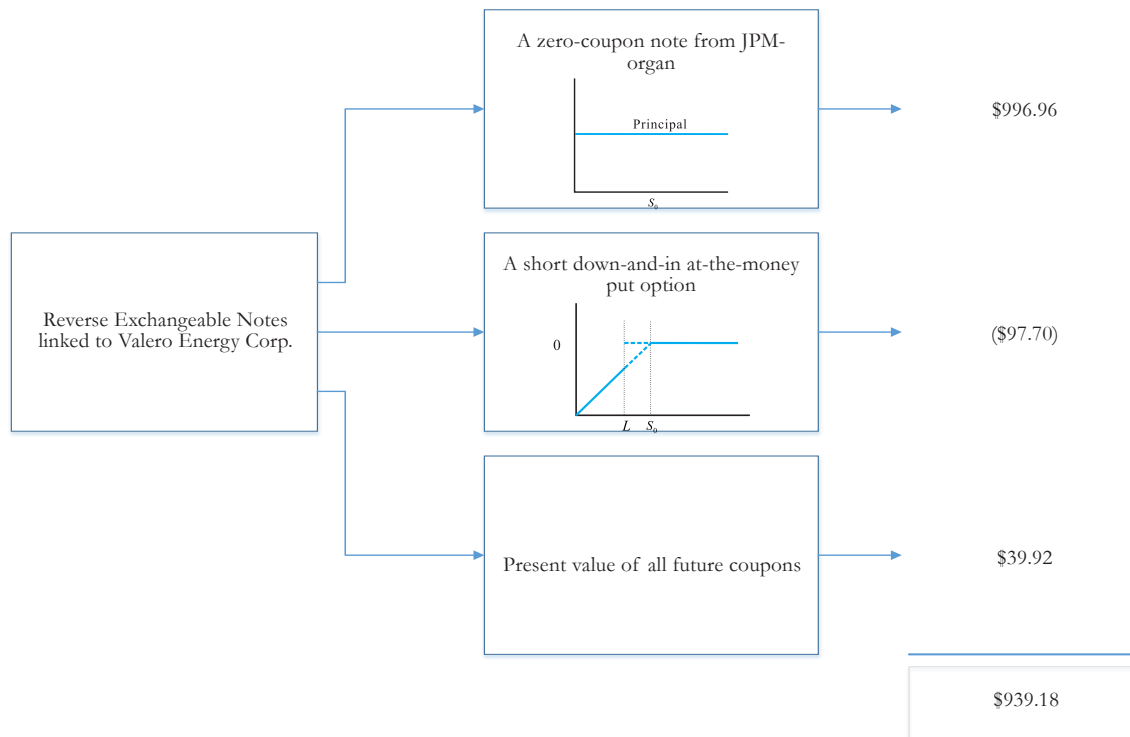 A zero-coupon note from JPM-
organ
Principal
S₀
$996.96
Reverse Exchangeable Notes
linked to Valero Energy Corp.
A short down-and-in at-the-money
put option
0
L S₀
($97.70)
Present value of all future coupons
$39.92
$939.18